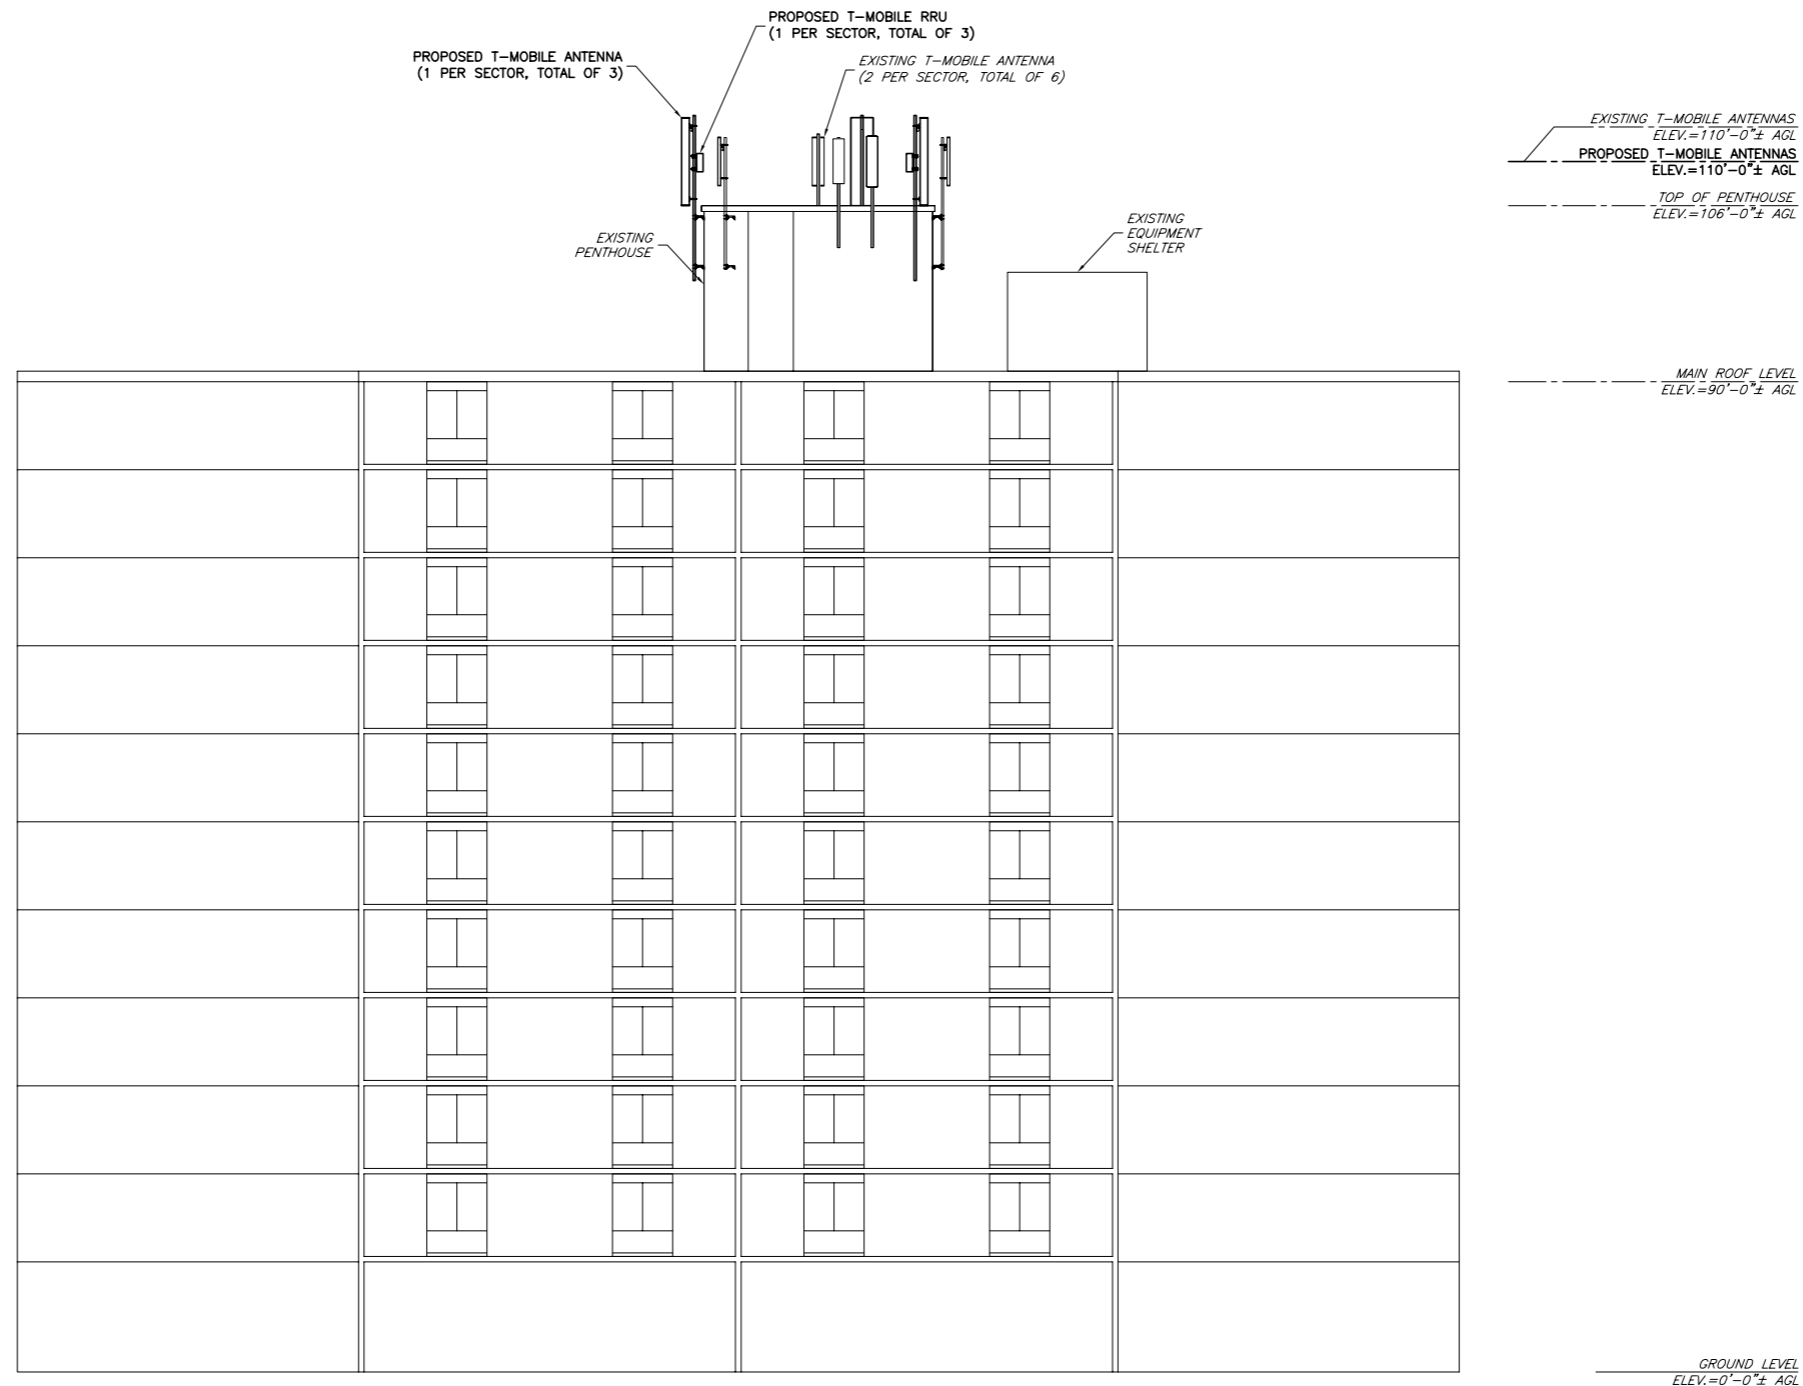 PROPOSED T-MOBILE RRU
(1 PER SECTOR, TOTAL OF 3)
PROPOSED T-MOBILE ANTENNA
(1 PER SECTOR, TOTAL OF 3)
EXISTING T-MOBILE ANTENNA
(2 PER SECTOR, TOTAL OF 6)
EXISTING T-MOBILE ANTENNAS
ELEV.=110'-0"± AGL
PROPOSED T-MOBILE ANTENNAS
ELEV.=110'-0"± AGL
TOP OF PENTHOUSE
ELEV.=106'-0"± AGL
EXISTING
PENTHOUSE
EXISTING
EQUIPMENT
SHELTER
MAIN ROOF LEVEL
ELEV.=90'-0"± AGL
GROUND LEVEL
ELEV.=0'-0"± AGL